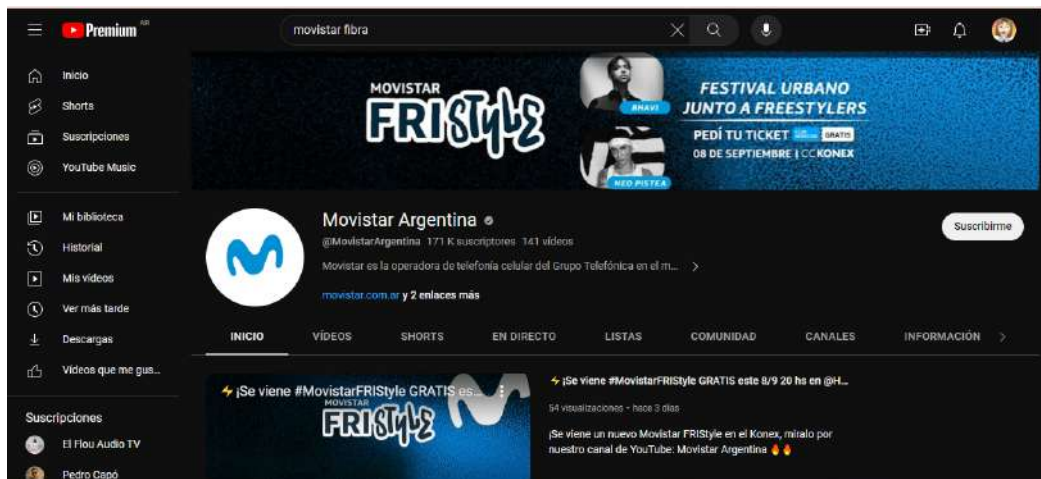 Premium AR
movistar fibra
Inicio
Shorts
Suscripciones
YouTube Music
Mi biblioteca
Historial
Mis vídeos
Ver más tarde
Descargas
Vídeos que me gus...
Suscripciones
El Flou Audio TV
Pedro Capó
MOVISTAR
FRISTyLE
BHAVI
NEO PISTEA
FESTIVAL URBANO
JUNTO A FREESTYLERS
PEDÍ TU TICKET GRATIS
08 DE SEPTIEMBRE | CCKONEX
Movistar Argentina
@MovistarArgentina 171 K suscriptores 141 vídeos
Movistar es la operadora de telefonía celular del Grupo Telefónica en el m...
movistar.com.ar y 2 enlaces más
Suscribirme
INICIO VÍDEOS SHORTS EN DIRECTO LISTAS COMUNIDAD CANALES INFORMACIÓN
⚡ ¡Se viene #MovistarFRIStyle GRATIS es...
MOVISTAR
FRISTyLE
⚡ ¡Se viene #MovistarFRIStyle GRATIS este 8/9 20 hs en @H...
54 visualizaciones • hace 3 días
¡Se viene un nuevo Movistar FRIStyle en el Konex, miralo por
nuestro canal de YouTube: Movistar Argentina 🔥🔥